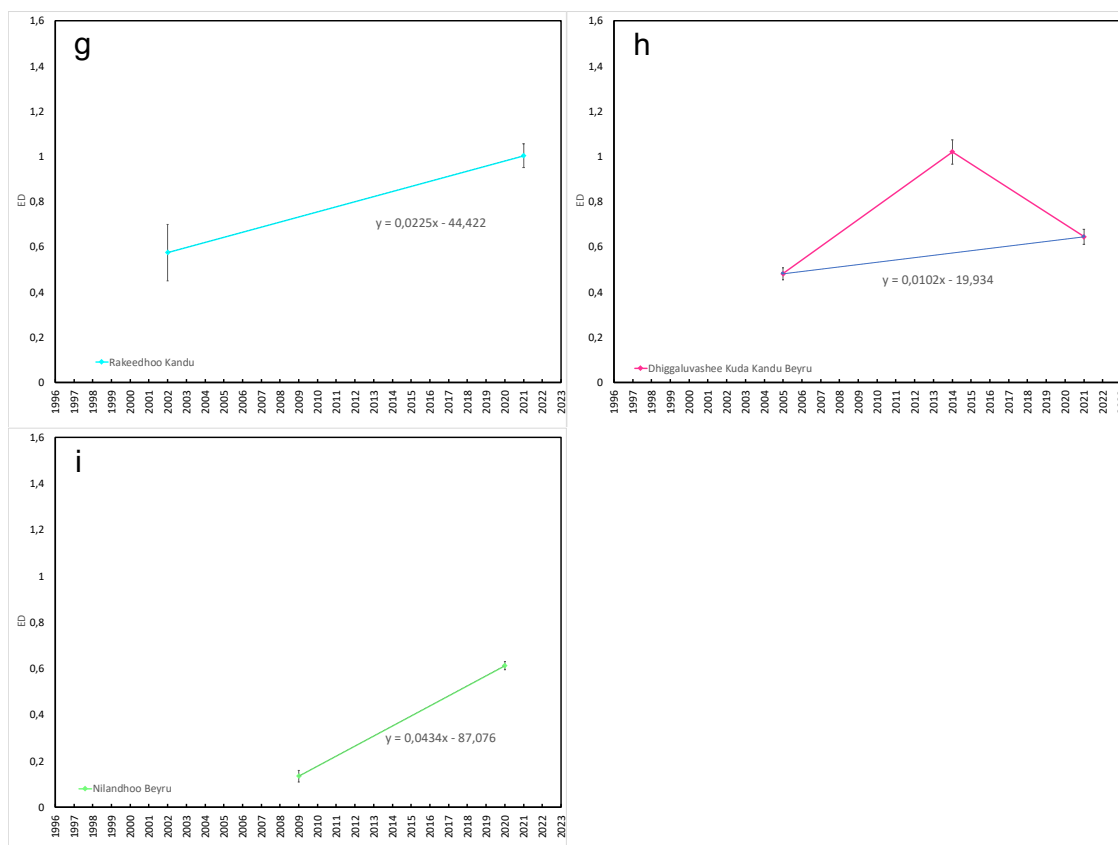 g
1,6
1,4
1,2
1
0,8
0,6
0,4
0,2
0
ED
y = 0,0225x - 44,422
Rakeedhoo Kandu
1996 1997 1998 1999 2000 2001 2002 2003 2004 2005 2006 2007 2008 2009 2010 2011 2012 2013 2014 2015 2016 2017 2018 2019 2020 2021 2022 2023
h
1,6
1,4
1,2
1
0,8
0,6
0,4
0,2
0
ED
y = 0,0102x - 19,934
Dhiggaluvashee Kuda Kandu Beyru
1996 1997 1998 1999 2000 2001 2002 2003 2004 2005 2006 2007 2008 2009 2010 2011 2012 2013 2014 2015 2016 2017 2018 2019 2020 2021 2022
i
1,6
1,4
1,2
1
0,8
0,6
0,4
0,2
0
ED
y = 0,0434x - 87,076
Nilandhoo Beyru
1996 1997 1998 1999 2000 2001 2002 2003 2004 2005 2006 2007 2008 2009 2010 2011 2012 2013 2014 2015 2016 2017 2018 2019 2020 2021 2022 2023